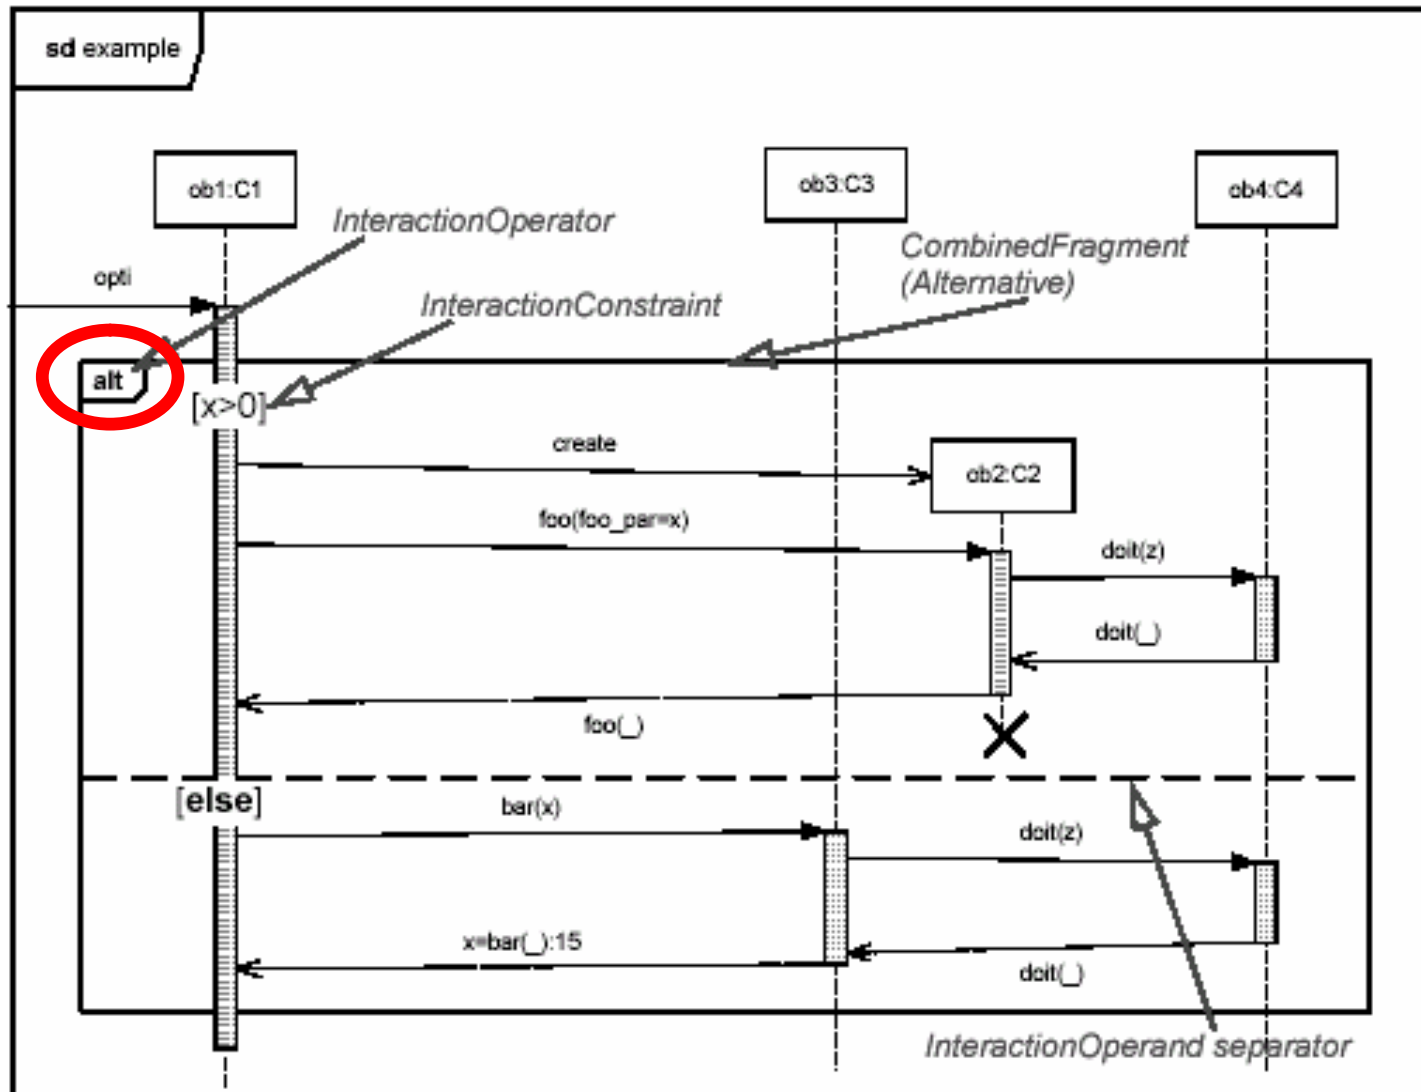 sd example
ob1:C1
ob3:C3
ob4:C4
InteractionOperator
CombinedFragment
(Alternative)
opti
InteractionConstraint
alt
[x>0]
create
ob2:C2
foo(foo_par=x)
doit(z)
doit(_)
foo(_)
[else]
bar(x)
doit(z)
x=bar(_):15
doit(_)
InteractionOperand separator